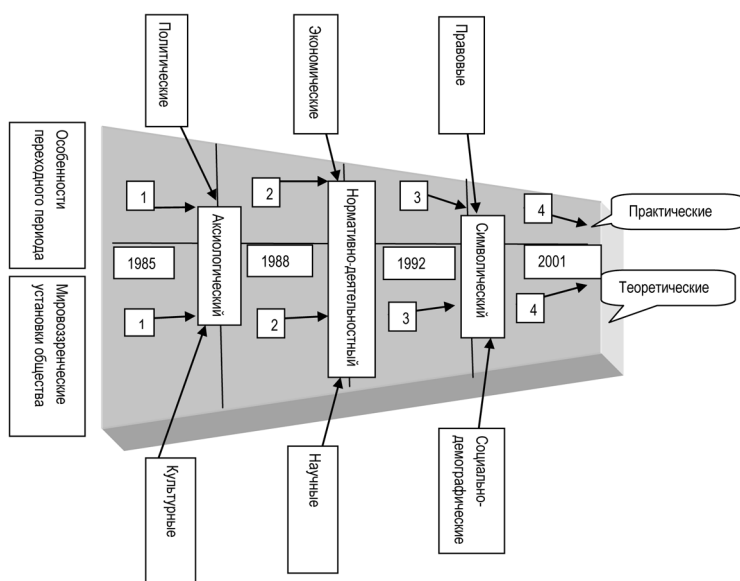 Политические
Экономические
Правовые
Особенности
переходного периода
1
2
3
4
Практические
Аксиологический
Нормативно-деятельностный
Символический
1985
1988
1992
2001
Мировоззренческие
установки общества
1
2
3
4
Теоретические
Культурные
Научные
Социально-
демографические